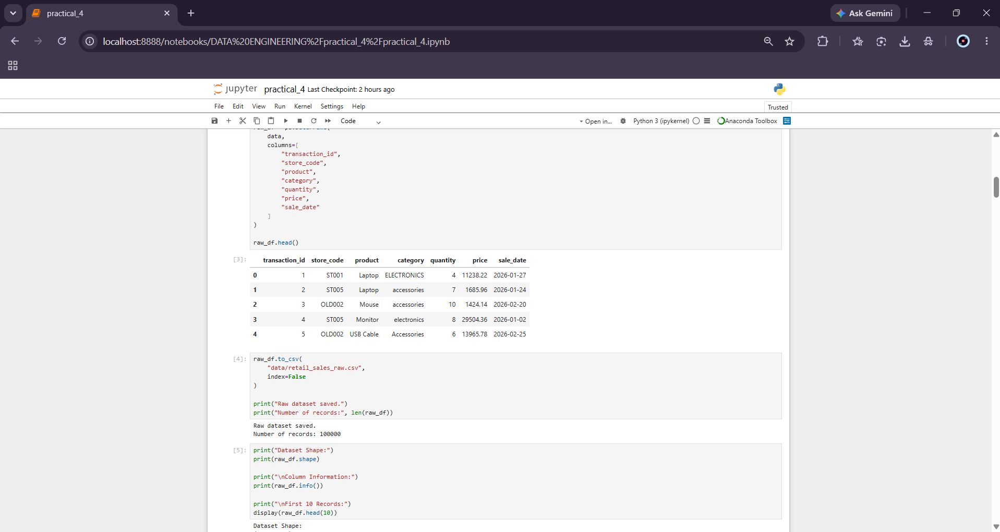 practical_4
Ask Gemini
localhost:8888/notebooks/DATA%20ENGINEERING%2Fpractical_4%2Fpractical_4.ipynb
jupyter practical_4 Last Checkpoint: 2 hours ago
File Edit View Run Kernel Settings Help
Trusted
Code
Open in...
Python 3 (ipykernel)
Anaconda Toolbox
data,
columns=[
"transaction_id",
"store_code",
"product",
"category",
"quantity",
"price",
"sale_date"
]
)
raw_df.head()
[3]:
transaction_id store_code product category quantity price sale_date
0 1 ST001 Laptop ELECTRONICS 4 11238.22 2026-01-27
1 2 ST005 Laptop accessories 7 1685.96 2026-01-24
2 3 OLD002 Mouse accessories 10 1424.14 2026-02-20
3 4 ST005 Monitor electronics 8 29504.36 2026-01-02
4 5 OLD002 USB Cable Accessories 6 13965.78 2026-02-25
[4]: raw_df.to_csv(
"data/retail_sales_raw.csv",
index=False
)
print("Raw dataset saved.")
print("Number of records:", len(raw_df))
Raw dataset saved.
Number of records: 100000
[5]: print("Dataset Shape:")
print(raw_df.shape)
print("\nColumn Information:")
print(raw_df.info())
print("\nFirst 10 Records:")
display(raw_df.head(10))
Dataset Shape: